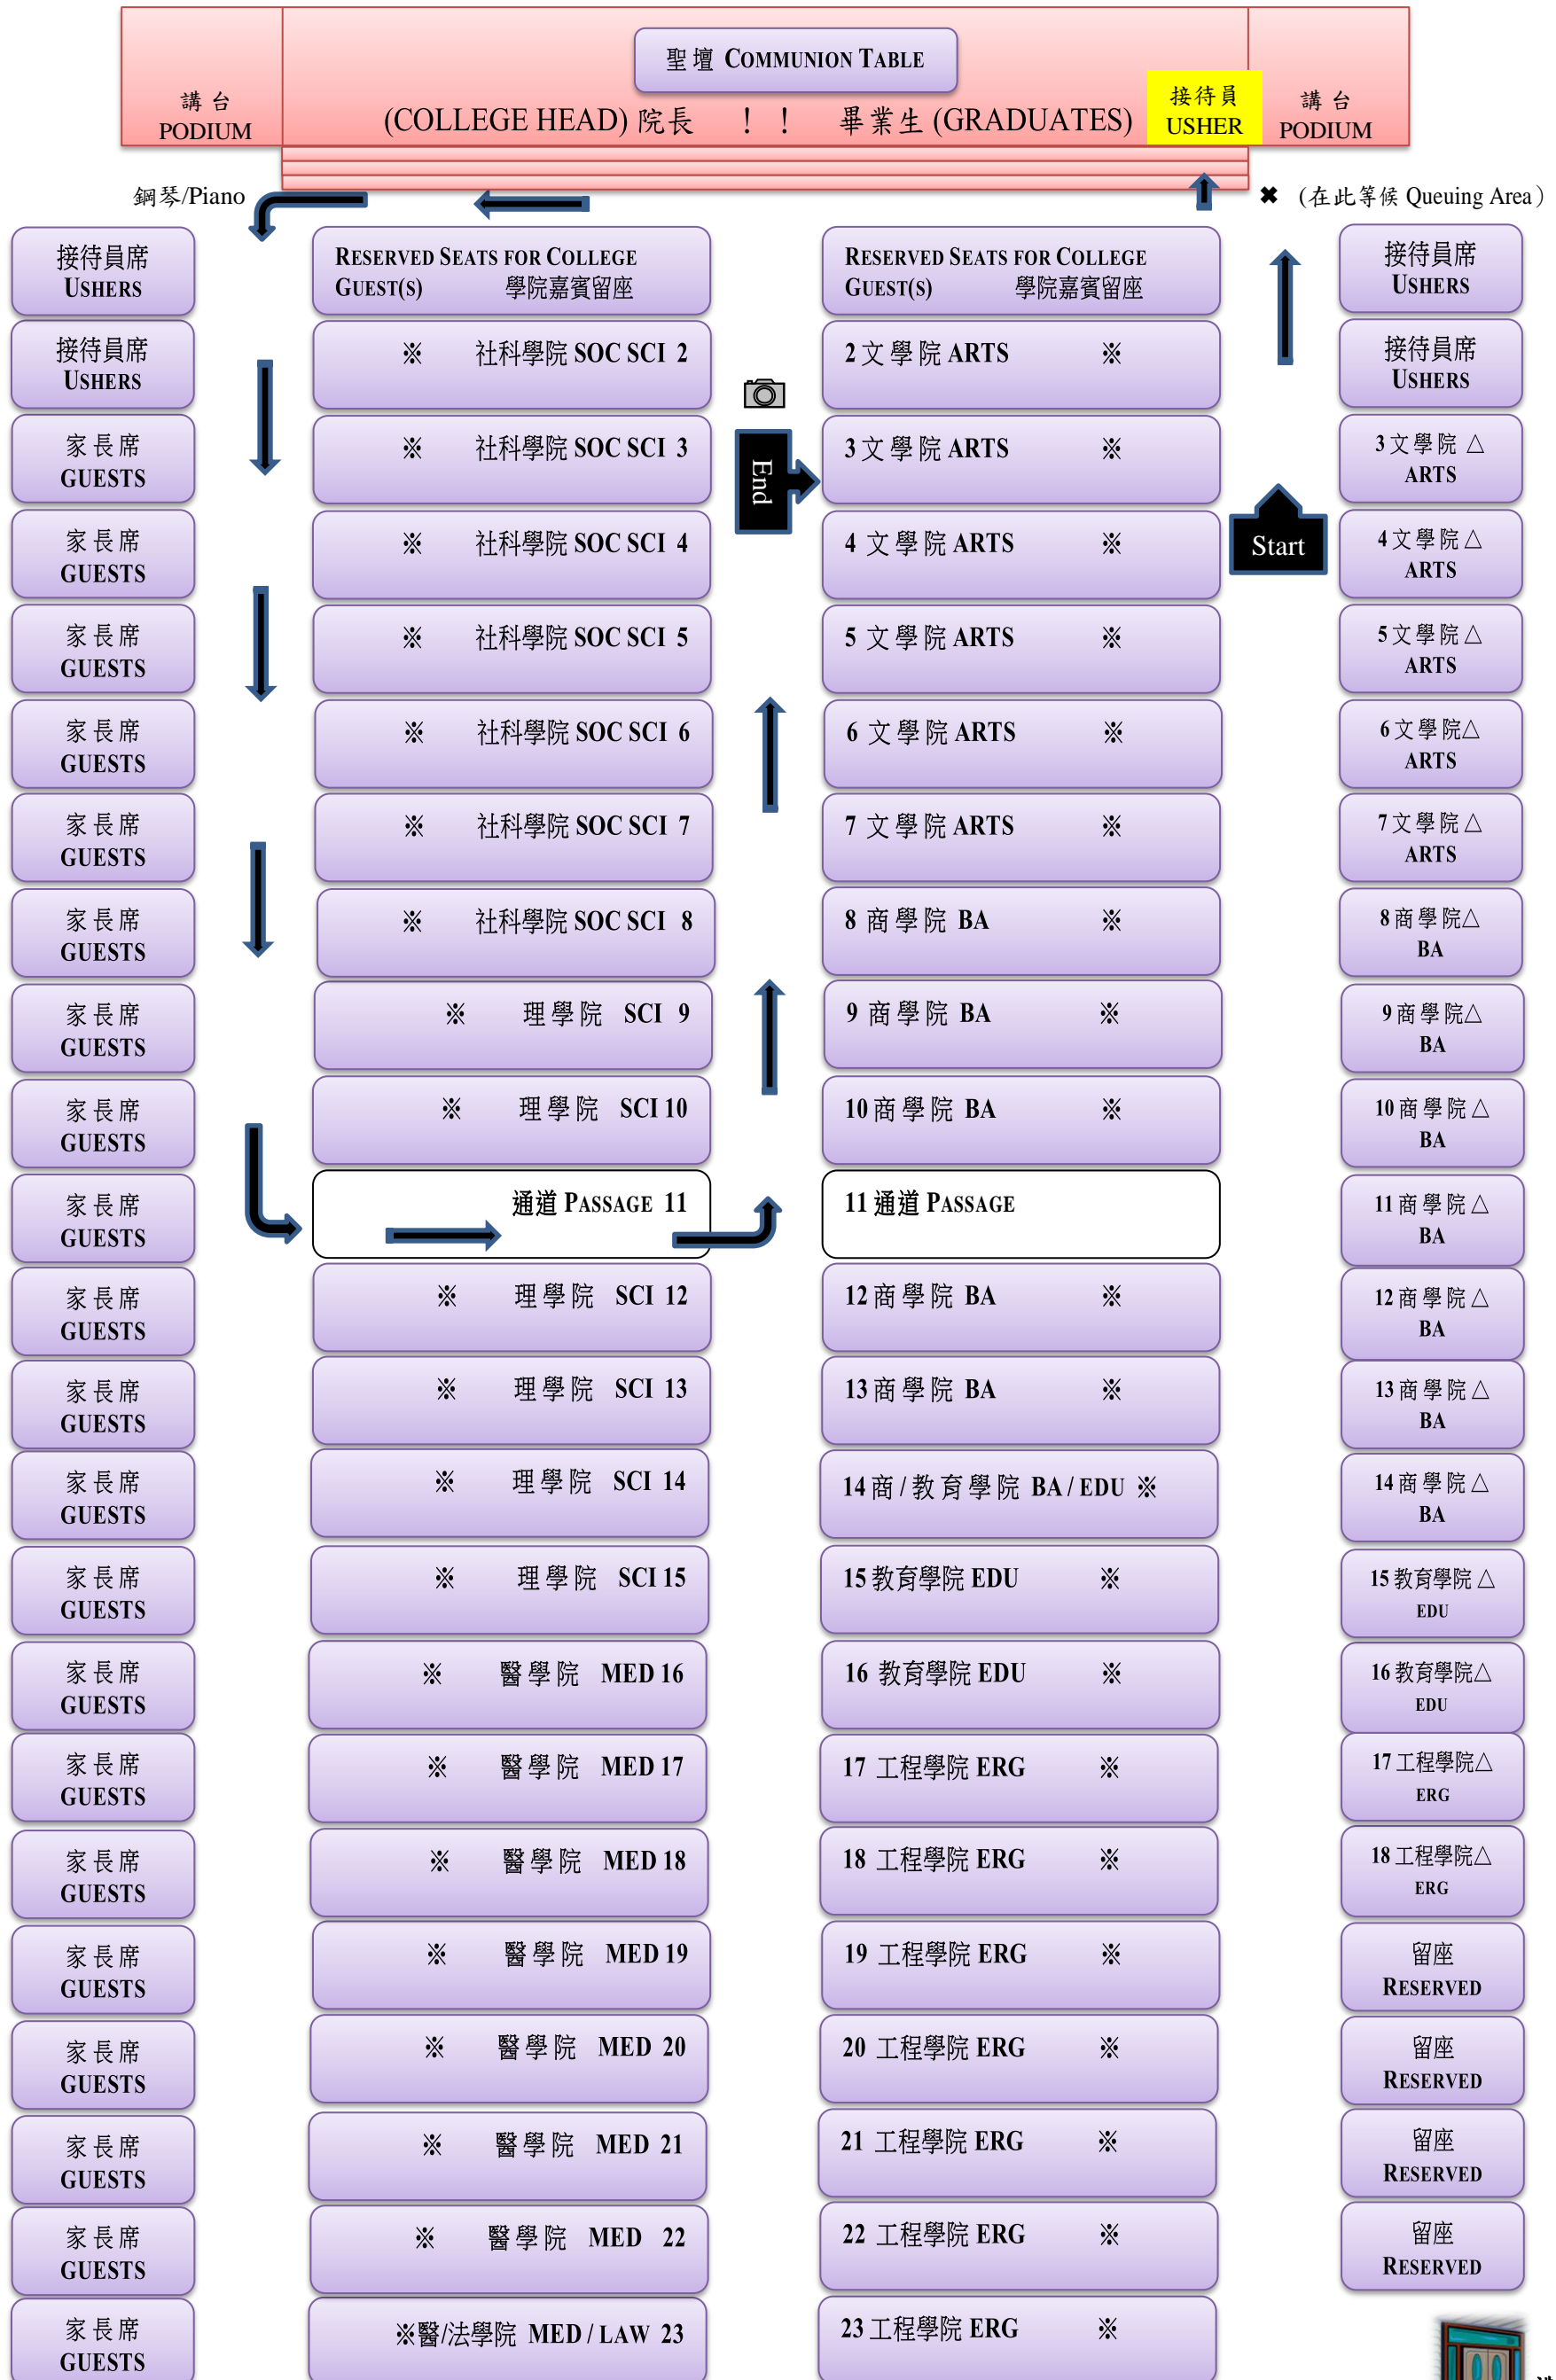 聖壇 COMMUNION TABLE
講台
PODIUM
(COLLEGE HEAD) 院長 ！！ 畢業生 (GRADUATES)
接待員
USHER
講台
PODIUM
鋼琴/Piano
✖ (在此等候 Queuing Area）
接待員席
USHERS
RESERVED SEATS FOR COLLEGE
GUEST(S) 學院嘉賓留座
RESERVED SEATS FOR COLLEGE
GUEST(S) 學院嘉賓留座
接待員席
USHERS
接待員席
USHERS
※ 社科學院 SOC SCI 2
2 文學院 ARTS ※
接待員席
USHERS
家長席
GUESTS
※ 社科學院 SOC SCI 3
End
3 文學院 ARTS ※
3 文學院 △
ARTS
家長席
GUESTS
※ 社科學院 SOC SCI 4
4 文學院 ARTS ※
Start
4 文學院 △
ARTS
家長席
GUESTS
※ 社科學院 SOC SCI 5
5 文學院 ARTS ※
5 文學院 △
ARTS
家長席
GUESTS
※ 社科學院 SOC SCI 6
6 文學院 ARTS ※
6 文學院△
ARTS
家長席
GUESTS
※ 社科學院 SOC SCI 7
7 文學院 ARTS ※
7 文學院 △
ARTS
家長席
GUESTS
※ 社科學院 SOC SCI 8
8 商學院 BA ※
8 商學院△
BA
家長席
GUESTS
※ 理學院 SCI 9
9 商學院 BA ※
9 商學院△
BA
家長席
GUESTS
※ 理學院 SCI 10
10 商學院 BA ※
10 商學院 △
BA
家長席
GUESTS
通道 PASSAGE 11
11 通道 PASSAGE
11 商學院 △
BA
家長席
GUESTS
※ 理學院 SCI 12
12 商學院 BA ※
12 商學院 △
BA
家長席
GUESTS
※ 理學院 SCI 13
13 商學院 BA ※
13 商學院 △
BA
家長席
GUESTS
※ 理學院 SCI 14
14 商/教育學院 BA / EDU ※
14 商學院 △
BA
家長席
GUESTS
※ 理學院 SCI 15
15 教育學院 EDU ※
15 教育學院 △
EDU
家長席
GUESTS
※ 醫學院 MED 16
16 教育學院 EDU ※
16 教育學院△
EDU
家長席
GUESTS
※ 醫學院 MED 17
17 工程學院 ERG ※
17 工程學院△
ERG
家長席
GUESTS
※ 醫學院 MED 18
18 工程學院 ERG ※
18 工程學院△
ERG
家長席
GUESTS
※ 醫學院 MED 19
19 工程學院 ERG ※
留座
RESERVED
家長席
GUESTS
※ 醫學院 MED 20
20 工程學院 ERG ※
留座
RESERVED
家長席
GUESTS
※ 醫學院 MED 21
21 工程學院 ERG ※
留座
RESERVED
家長席
GUESTS
※ 醫學院 MED 22
22 工程學院 ERG ※
留座
RESERVED
家長席
GUESTS
※醫/法學院 MED / LAW 23
23 工程學院 ERG ※